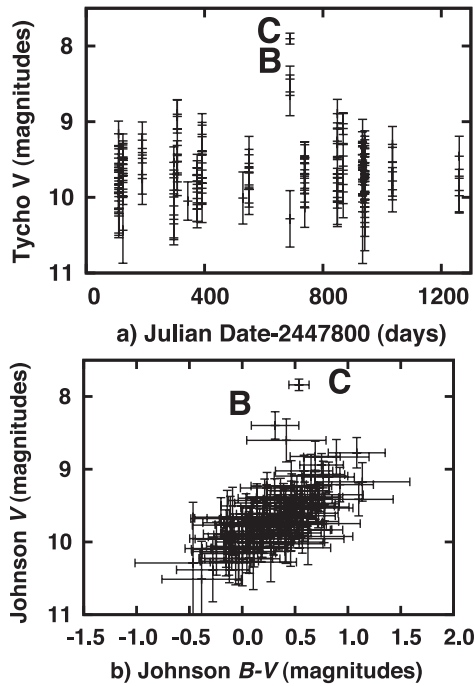 7
C
8
B
9
10
11
Tycho V (magnitudes)
0 400 800 1200
a) Julian Date-2447800 (days)
7
C
B
8
9
10
11
Johnson V (magnitudes)
-1.5 -1.0 -0.5 0.0 0.5 1.0 1.5 2.0
b) Johnson B-V (magnitudes)